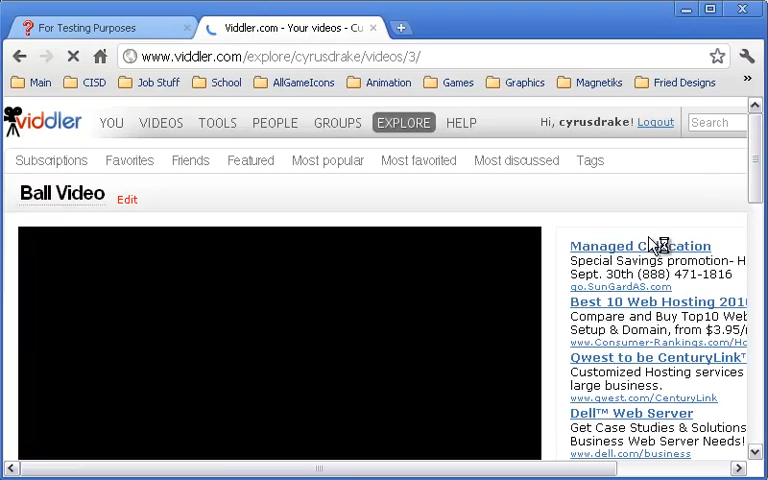 For Testing Purposes
Viddler.com - Your videos - Cu
www.viddler.com/explore/cyrusdrake/videos/3/
Main CISD Job Stuff School AllGameIcons Animation Games Graphics Magnetiks Fried Designs »
viddler YOU VIDEOS TOOLS PEOPLE GROUPS EXPLORE HELP Hi, cyrusdrake! Logout Search
Subscriptions Favorites Friends Featured Most popular Most favorited Most discussed Tags
Ball Video Edit
Managed
Special Savings promotion- H
Sept. 30th (888) 471-1816
go.SunGardAS.com
Best 10 Web Hosting 201
Compare and Buy Top10 Web
Setup & Domain, from $3.95/
www.Consumer-Rankings.com/Ho
Qwest to be CenturyLink™
Customized Hosting services
large business.
www.qwest.com/CenturyLink
Dell™ Web Server
Get Case Studies & Solutions
Business Web Server Needs!
www.dell.com/business